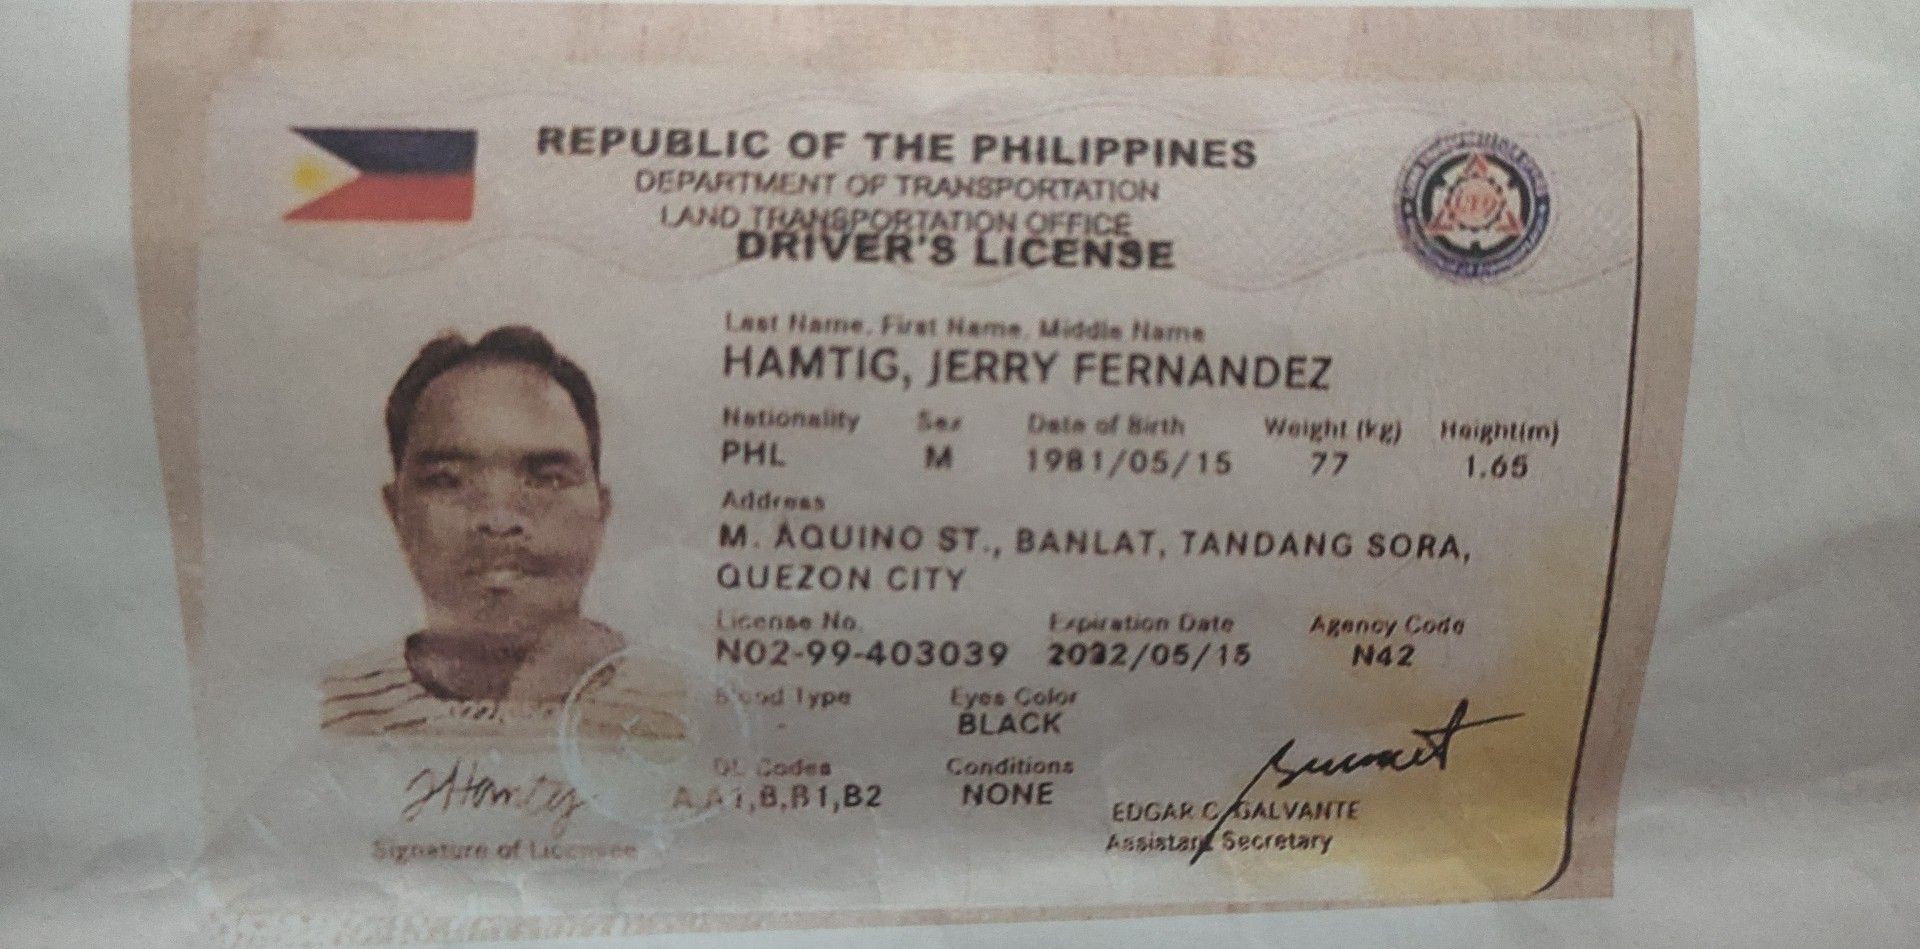 REPUBLIC OF THE PHILIPPINES
DEPARTMENT OF TRANSPORTATION
LAND TRANSPORTATION OFFICE
DRIVER'S LICENSE
Last Name, First Name, Middle Name
HAMTIG, JERRY FERNANDEZ
Nationality Sex Date of Birth Weight (kg) Height(m)
PHL M 1981/05/15 77 1.65
Address
M. AQUINO ST., BANLAT, TANDANG SORA,
QUEZON CITY
License No. Expiration Date Agency Code
N02-99-403039 2032/05/15 N42
Blood Type Eyes Color
- BLACK
DL Codes Conditions
A,A1,B,B1,B2 NONE
EDGAR C. GALVANTE
Assistant Secretary
Signature of Licensee
LTO